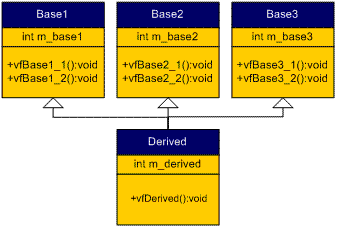 Base1
int m_base1
+vfBase1_1():void
+vfBase1_2():void
Base2
int m_base2
+vfBase2_1():void
+vfBase2_2():void
Base3
int m_base3
+vfBase3_1():void
+vfBase3_2():void
Derived
int m_derived
+vfDerived():void